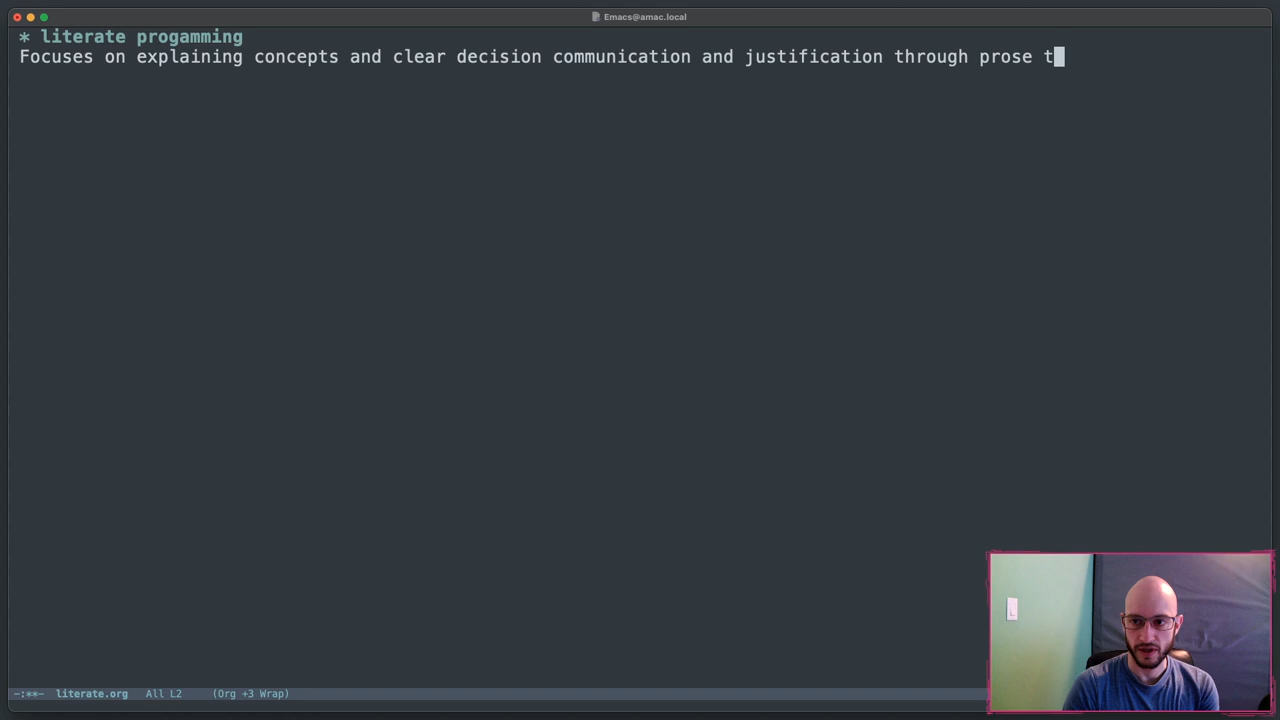 Emacs@amac.local
* literate progamming
Focuses on explaining concepts and clear decision communication and justification through prose t
-:**- literate.org All L2 (Org +3 Wrap)